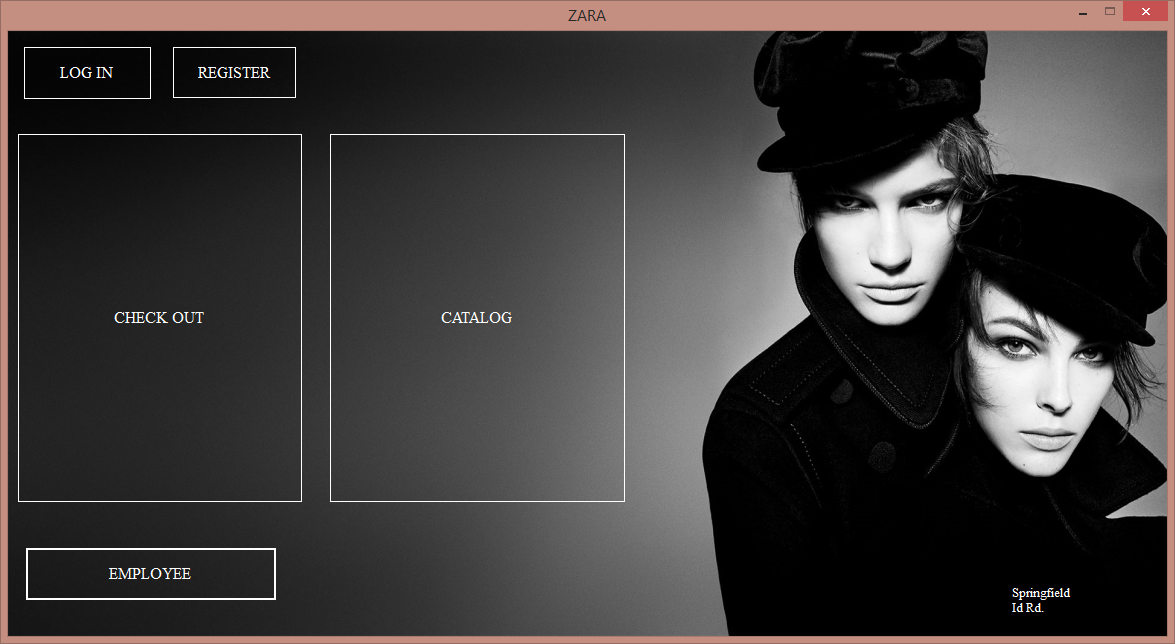 ZARA
LOG IN
REGISTER
CHECK OUT
CATALOG
EMPLOYEE
Springfield
Id Rd.